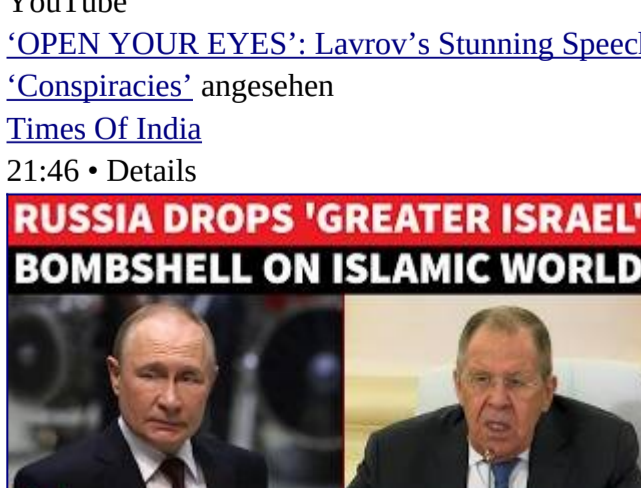 YouTube
‘OPEN YOUR EYES’: Lavrov’s Stunning Speech
‘Conspiracies’ angesehen
Times Of India
21:46 • Details
RUSSIA DROPS 'GREATER ISRAEL'
BOMBSHELL ON ISLAMIC WORLD